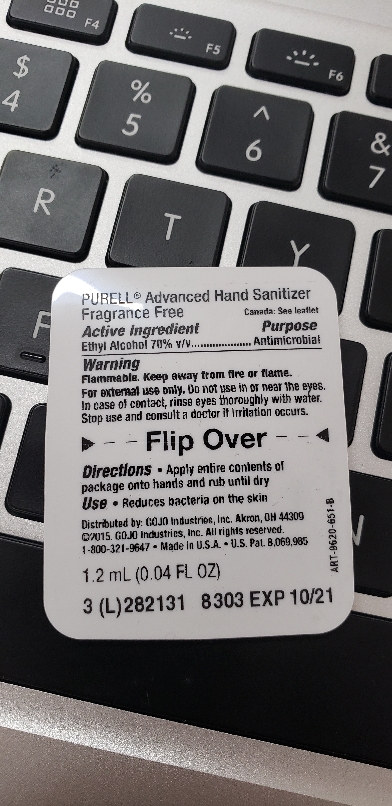 F4
F5
F6
$
4
%
5
^
6
&
7
R
T
Y
F
PURELL® Advanced Hand Sanitizer
Fragrance Free Canada: See leaflet
Active Ingredient Purpose
Ethyl Alcohol 70% v/v..................... Antimicrobial
Warning
Flammable. Keep away from fire or flame.
For external use only. Do not use in or near the eyes.
In case of contact, rinse eyes thoroughly with water.
Stop use and consult a doctor if irritation occurs.
▶ – – Flip Over – – ◀
Directions • Apply entire contents of
package onto hands and rub until dry
Use • Reduces bacteria on the skin
Distributed by: GOJO Industries, Inc. Akron, OH 44309
©2015. GOJO Industries, Inc. All rights reserved.
1-800-321-9647 • Made in U.S.A. • U.S. Pat. 8,069,985
ART-9620-651-B
1.2 mL (0.04 FL OZ)
3 (L)282131 8303 EXP 10/21